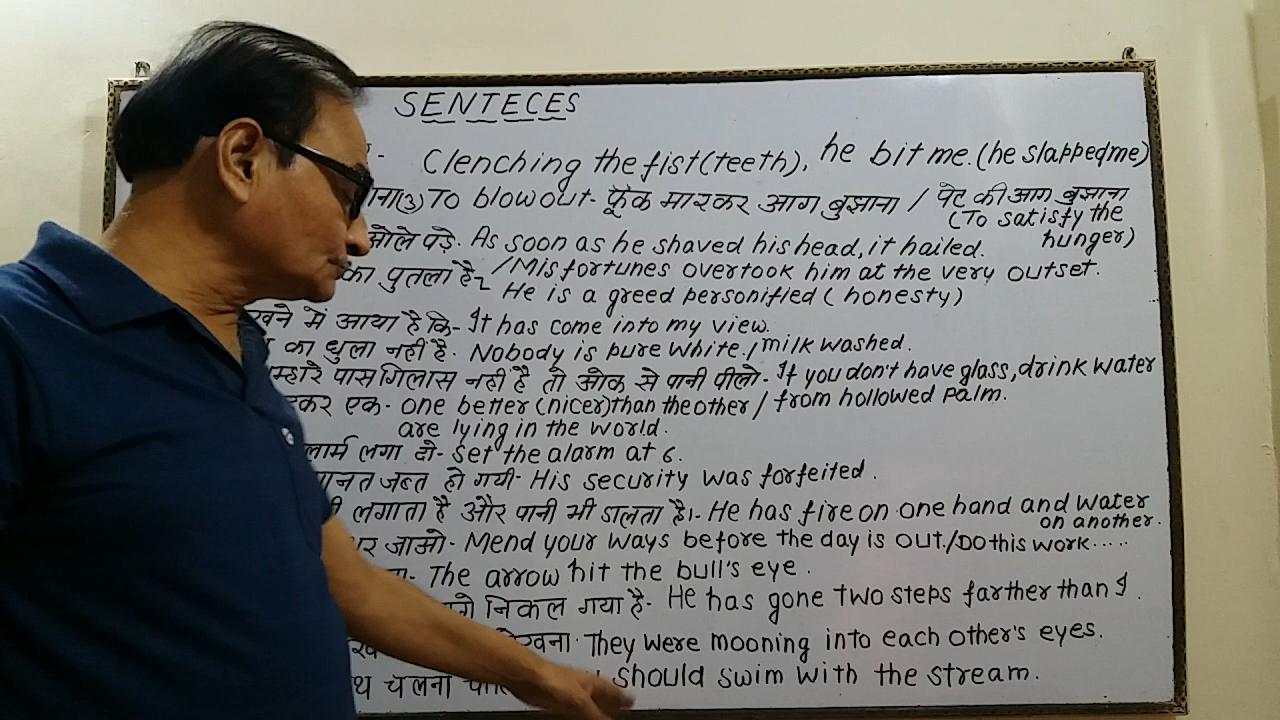 SENTECES
Clenching the fist(teeth), he bit me. (he slapped me)
(3) To blow out- फूंक मारकर आग बुझाना / पेट की आग बुझाना
(To satisfy the hunger)
ओले पड़े. As soon as he shaved his head, it hailed.
/Misfortunes overtook him at the very outset.
का पुतला है- He is a greed personified (honesty)
में आया है कि- It has come into my view.
का धुला नहीं है. Nobody is pure white./milk washed.
पास गिलास नहीं है तो ओक से पानी पीलो- If you don't have glass, drink water
एक- one better (nicer) than the other / from hollowed palm.
are lying in the world.
लगा दो- Set the alarm at 6.
जब्त हो गयी- His security was forfeited.
लगाता है और पानी भी डालता है।- He has fire on one hand and water
on another.
जाओ- Mend your ways before the day is out./Do this work.....
The arrow hit the bull's eye.
निकल गया है- He has gone two steps farther than I.
They were mooning into each other's eyes.
चलना should swim with the stream.